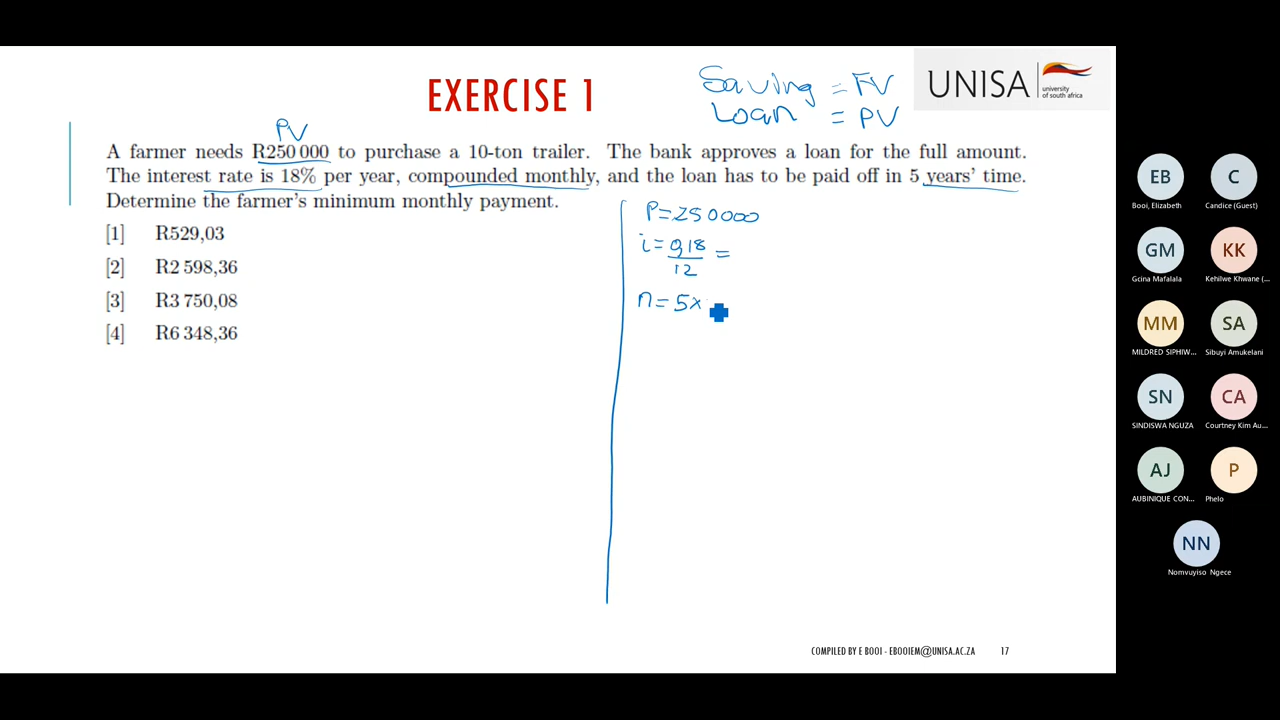 EXERCISE 1
Saving = FV
Loan = PV
UNISA
university
of south africa
PV
A farmer needs R250 000 to purchase a 10-ton trailer. The bank approves a loan for the full amount.
The interest rate is 18% per year, compounded monthly, and the loan has to be paid off in 5 years' time.
Determine the farmer's minimum monthly payment.
[1] R529,03
[2] R2 598,36
[3] R3 750,08
[4] R6 348,36
P=250000
i = 0,18 =
12
n = 5x
COMPILED BY E BOOI - EBOOIEM@UNISA.AC.ZA 17
EB
Booi, Elizabeth
C
Candice (Guest)
GM
Gcina Mafalala
KK
Kehilwe Khwane (...
MM
MILDRED SIPHIW...
SA
Sibuyi Amukelani
SN
SINDISWA NGUZA
CA
Courtney Kim Au...
AJ
AUBINIQUE CON...
P
Phelo
NN
Nomvuyiso Ngece